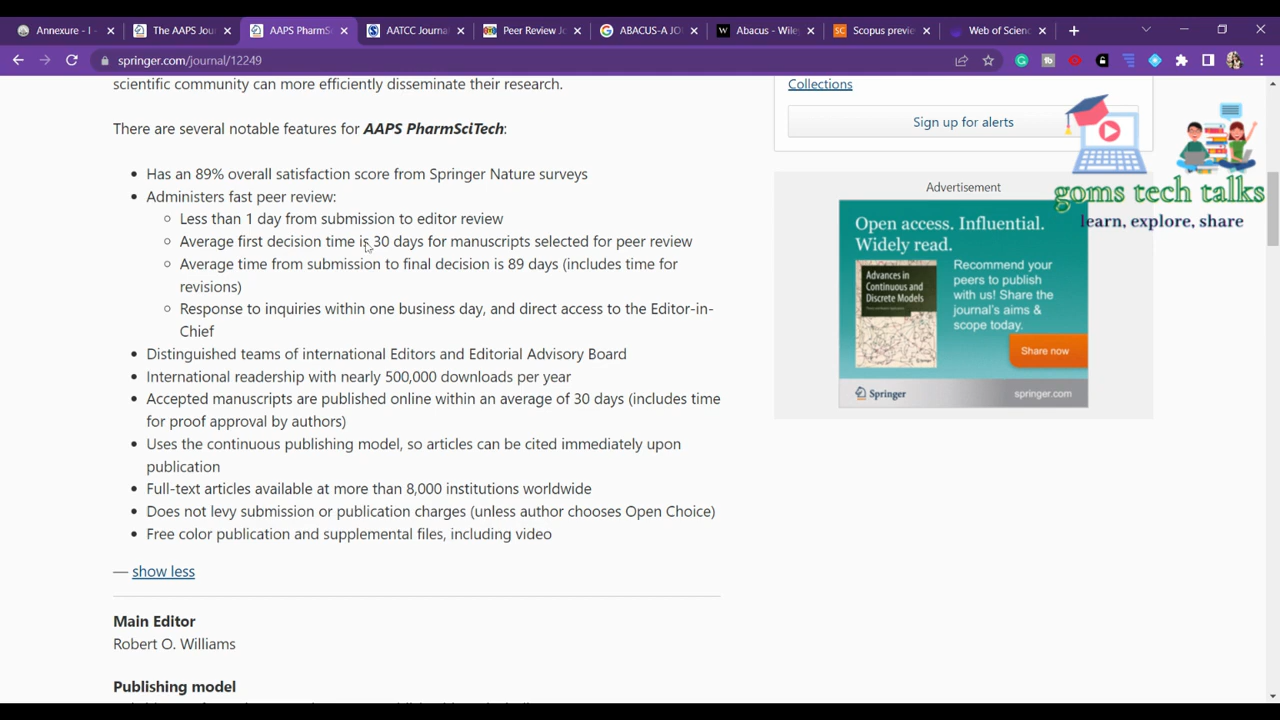 Annexure - I -
The AAPS Jou
AAPS PharmS
AATCC Journa
Peer Review Jo
ABACUS-A JO
Abacus - Wile
Scopus previe
Web of Scienc
springer.com/journal/12249
scientific community can more efficiently disseminate their research.
There are several notable features for AAPS PharmSciTech:
Has an 89% overall satisfaction score from Springer Nature surveys
Administers fast peer review:
Less than 1 day from submission to editor review
Average first decision time is 30 days for manuscripts selected for peer review
Average time from submission to final decision is 89 days (includes time for
revisions)
Response to inquiries within one business day, and direct access to the Editor-in-
Chief
Distinguished teams of international Editors and Editorial Advisory Board
International readership with nearly 500,000 downloads per year
Accepted manuscripts are published online within an average of 30 days (includes time
for proof approval by authors)
Uses the continuous publishing model, so articles can be cited immediately upon
publication
Full-text articles available at more than 8,000 institutions worldwide
Does not levy submission or publication charges (unless author chooses Open Choice)
Free color publication and supplemental files, including video
— show less
Main Editor
Robert O. Williams
Publishing model
Collections
Sign up for alerts
goms tech talks
learn, explore, share
Advertisement
Open access. Influential.
Widely read.
Advances in
Continuous and
Discrete Models
Recommend your
peers to publish
with us! Share the
journal's aims &
scope today.
Share now
Springer
springer.com